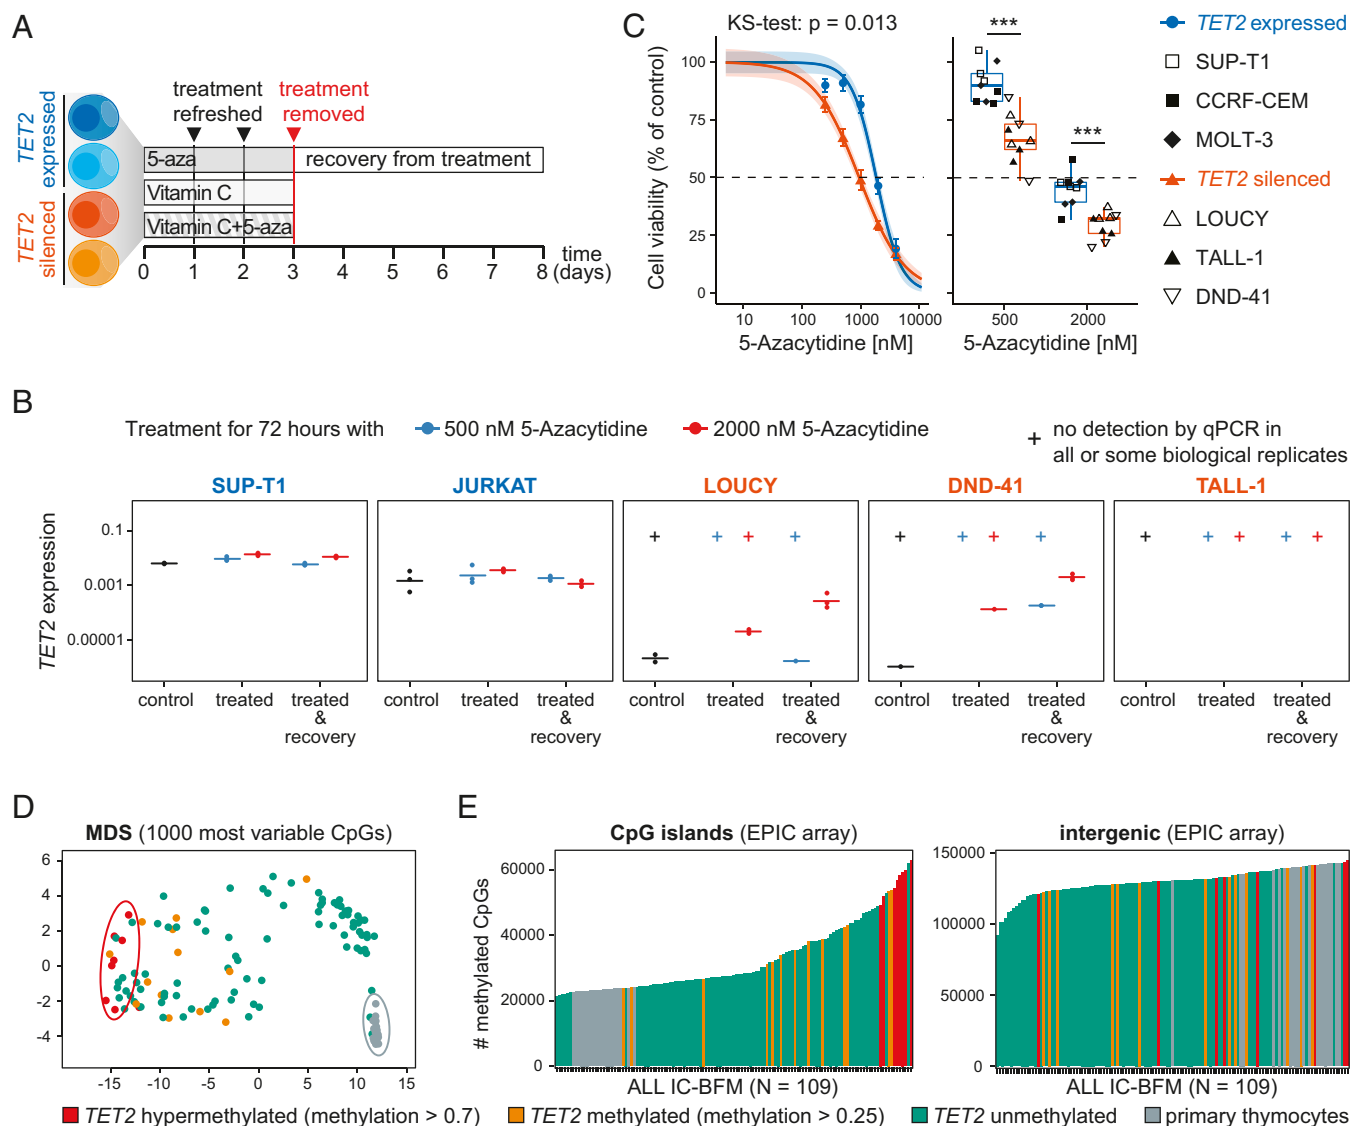 A
TET2 expressed
TET2 silenced
treatment refreshed
treatment removed
5-aza
recovery from treatment
Vitamin C
Vitamin C+5-aza
0 1 2 3 4 5 6 7 8
time (days)
C
KS-test: p = 0.013
Cell viability (% of control)
100
75
50
25
0
10 100 1000 10000
5-Azacytidine [nM]
***
***
500 2000
5-Azacytidine [nM]
TET2 expressed
SUP-T1
CCRF-CEM
MOLT-3
TET2 silenced
LOUCY
TALL-1
DND-41
B
Treatment for 72 hours with
500 nM 5-Azacytidine
2000 nM 5-Azacytidine
+ no detection by qPCR in
all or some biological replicates
SUP-T1
JURKAT
LOUCY
DND-41
TALL-1
TET2 expression
0.1
0.001
0.00001
control treated treated & recovery
control treated treated & recovery
control treated treated & recovery
control treated treated & recovery
control treated treated & recovery
D
MDS (1000 most variable CpGs)
6
4
2
0
-2
-4
-15 -10 -5 0 5 10 15
E
CpG islands (EPIC array)
# methylated CpGs
60000
40000
20000
0
ALL IC-BFM (N = 109)
intergenic (EPIC array)
150000
100000
50000
0
ALL IC-BFM (N = 109)
TET2 hypermethylated (methylation > 0.7)
TET2 methylated (methylation > 0.25)
TET2 unmethylated
primary thymocytes